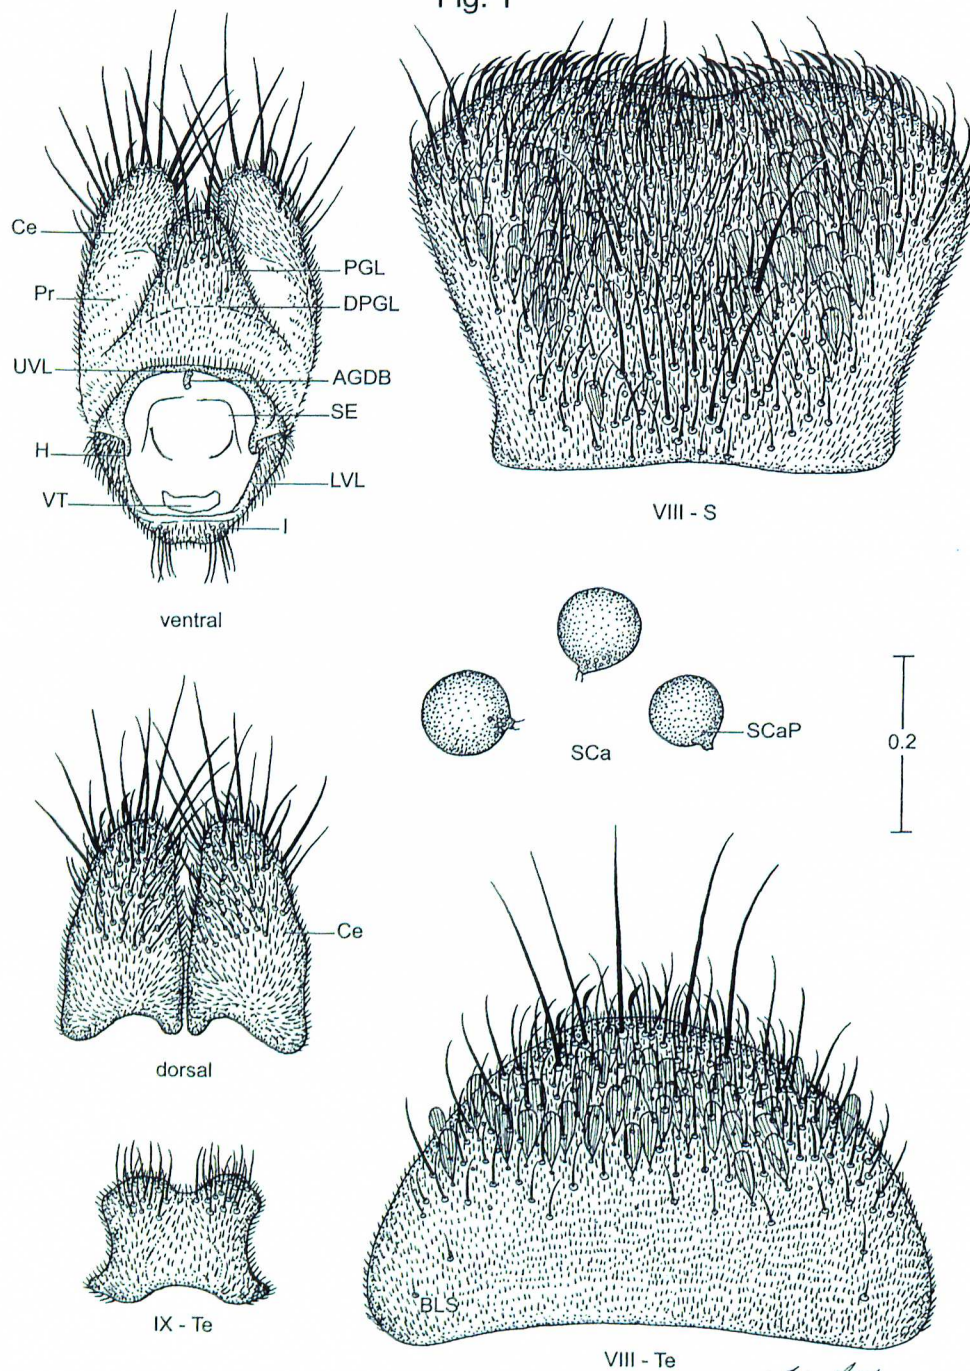 Fig. 1
Ce
Pr
UVL
H
VT
PGL
DPGL
AGDB
SE
LVL
I
ventral
VIII - S
SCa
SCaP
0.2
Ce
dorsal
IX - Te
BLS
VIII - Te